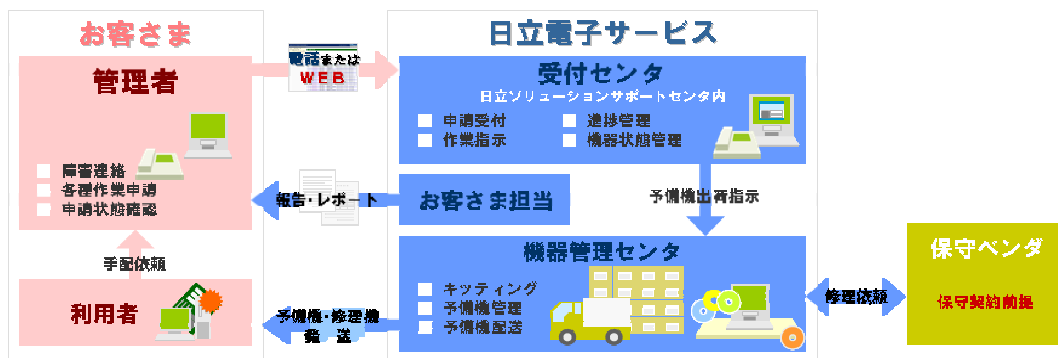 お客さま
管理者
障害連絡
各種作業申請
申請状態確認
手配依頼
利用者
電話または
WEB
報告・レポート
予備機・修理機
発送
日立電子サービス
受付センタ
日立ソリューションサポートセンタ内
申請受付
進捗管理
作業指示
機器状態管理
お客さま担当
予備機出荷指示
機器管理センタ
キッティング
予備機管理
予備機配送
修理依頼
保守ベンダ
保守契約前提